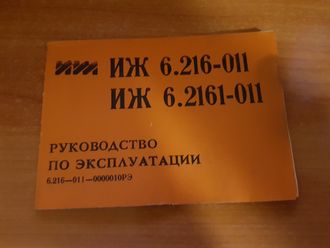 ИЖ 6.216-011
ИЖ 6.2161-011
РУКОВОДСТВО
ПО ЭКСПЛУАТАЦИИ
6.216—011—0000010РЭ